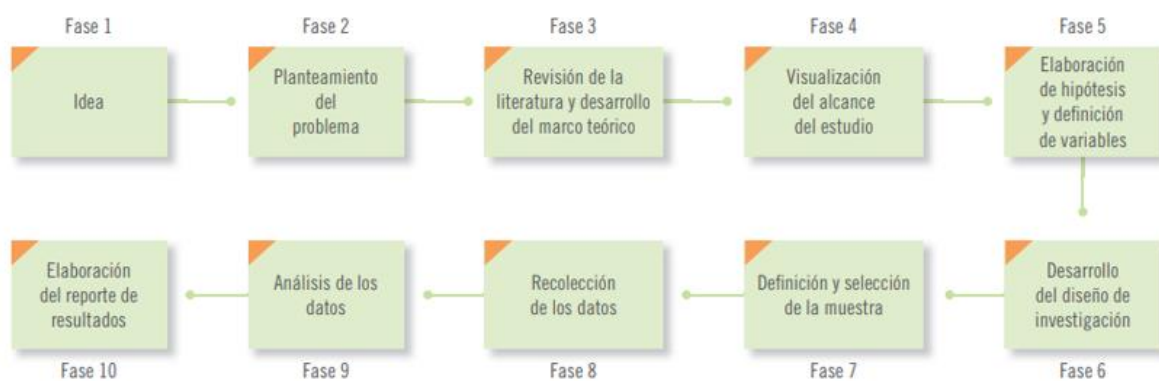 Fase 1
Fase 2
Fase 3
Fase 4
Fase 5
Idea
Planteamiento
del
problema
Revisión de la
literatura y desarrollo
del marco teórico
Visualización
del alcance
del estudio
Elaboración
de hipótesis
y definición
de variables
Elaboración
del reporte de
resultados
Análisis de los
datos
Recolección
de los datos
Definición y selección
de la muestra
Desarrollo
del diseño de
investigación
Fase 10
Fase 9
Fase 8
Fase 7
Fase 6